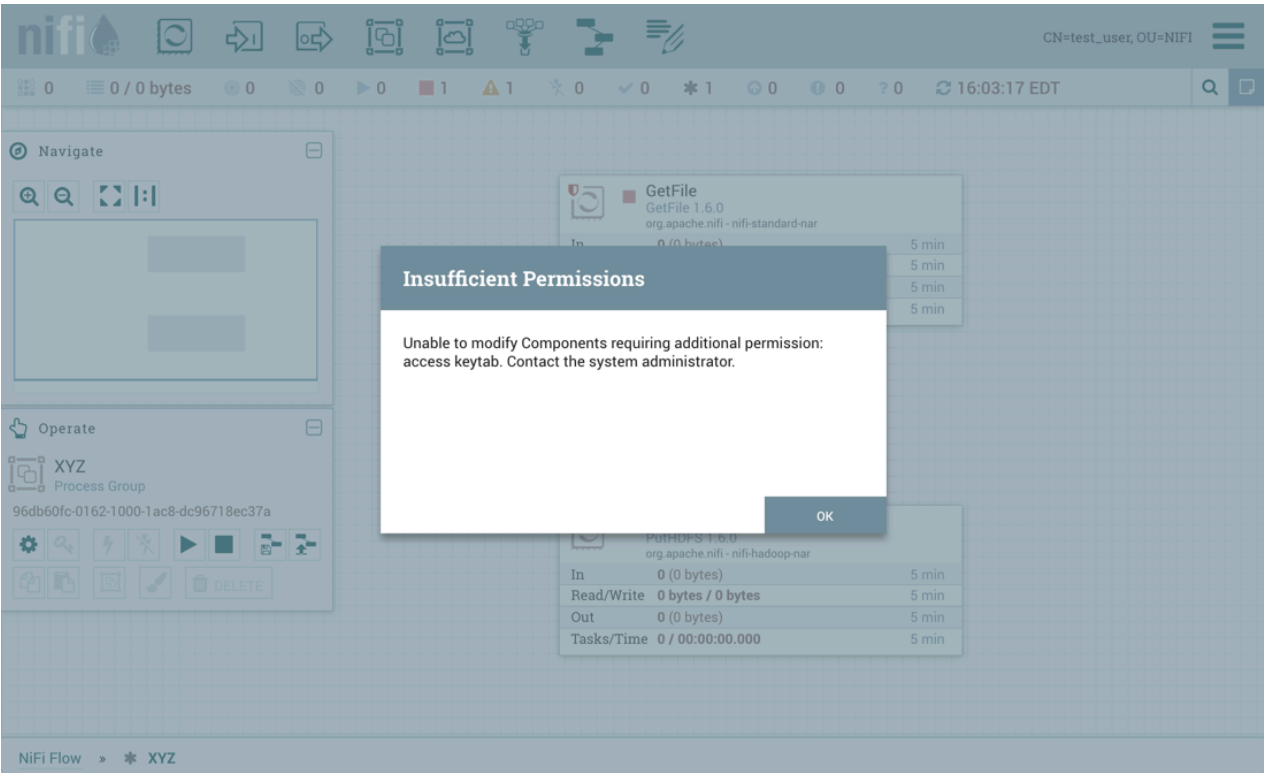 nifi
CN=test_user, OU=NIFI
0 0 / 0 bytes 0 0 0 1 1 0 0 1 0 0 ? 0 16:03:17 EDT
Navigate
GetFile
GetFile 1.6.0
org.apache.nifi - nifi-standard-nar
In 0 (0 bytes) 5 min
5 min
5 min
5 min
Insufficient Permissions
Unable to modify Components requiring additional permission:
access keytab. Contact the system administrator.
OK
Operate
XYZ
Process Group
96db60fc-0162-1000-1ac8-dc96718ec37a
DELETE
PutHDFS 1.6.0
org.apache.nifi - nifi-hadoop-nar
In 0 (0 bytes) 5 min
Read/Write 0 bytes / 0 bytes 5 min
Out 0 (0 bytes) 5 min
Tasks/Time 0 / 00:00:00.000 5 min
NiFi Flow » XYZ